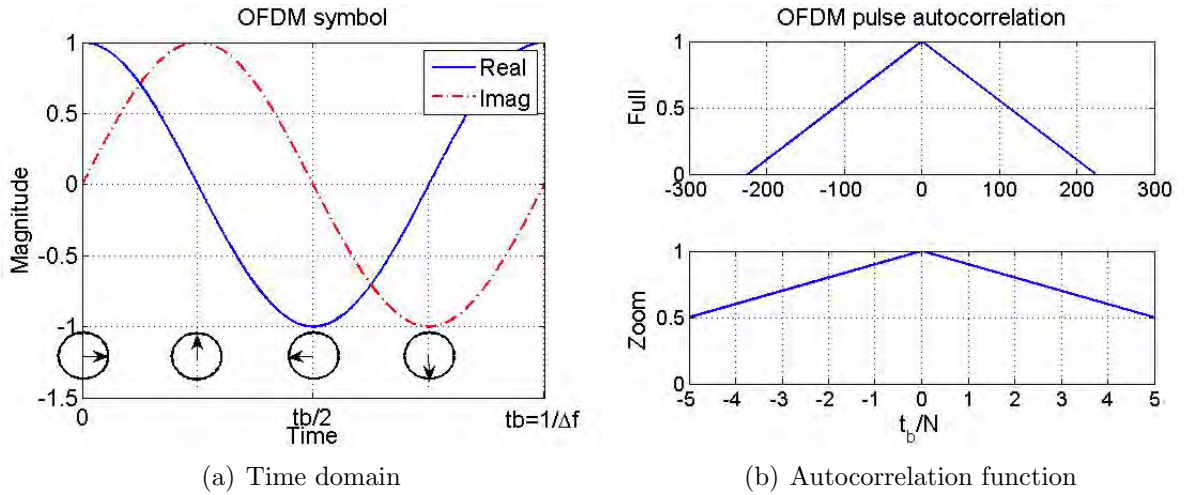 OFDM symbol
1
0.5
0
-0.5
-1
-1.5
Magnitude
Real
Imag
0
tb/2
tb=1/Δf
Time
(a) Time domain
OFDM pulse autocorrelation
1
0.5
0
Full
-300 -200 -100 0 100 200 300
1
0.5
0
Zoom
-5 -4 -3 -2 -1 0 1 2 3 4 5
t_b/N
(b) Autocorrelation function